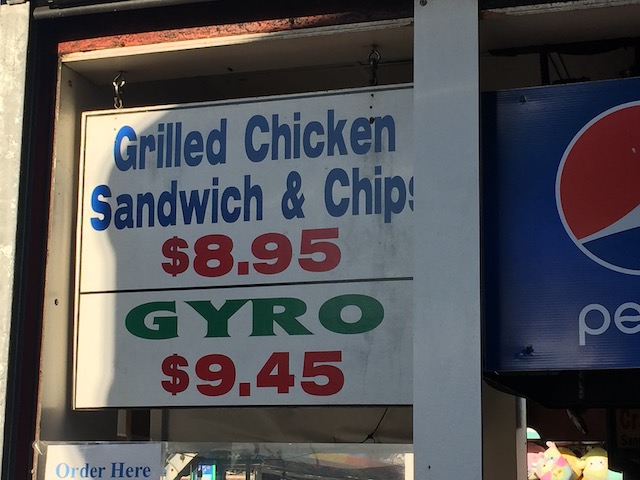 Grilled Chicken
Sandwich & Chips
$8.95
GYRO
$9.45
pe
Order Here